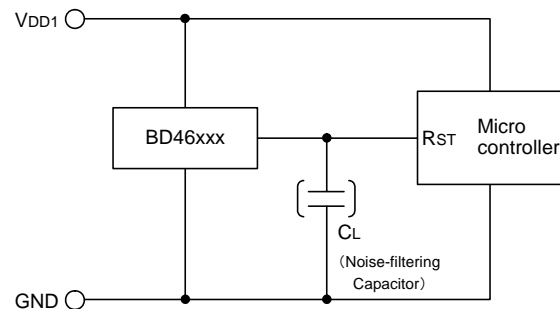 VDD1
BD46xxx
RST
Micro
controller
CL
（Noise-filtering
Capacitor）
GND